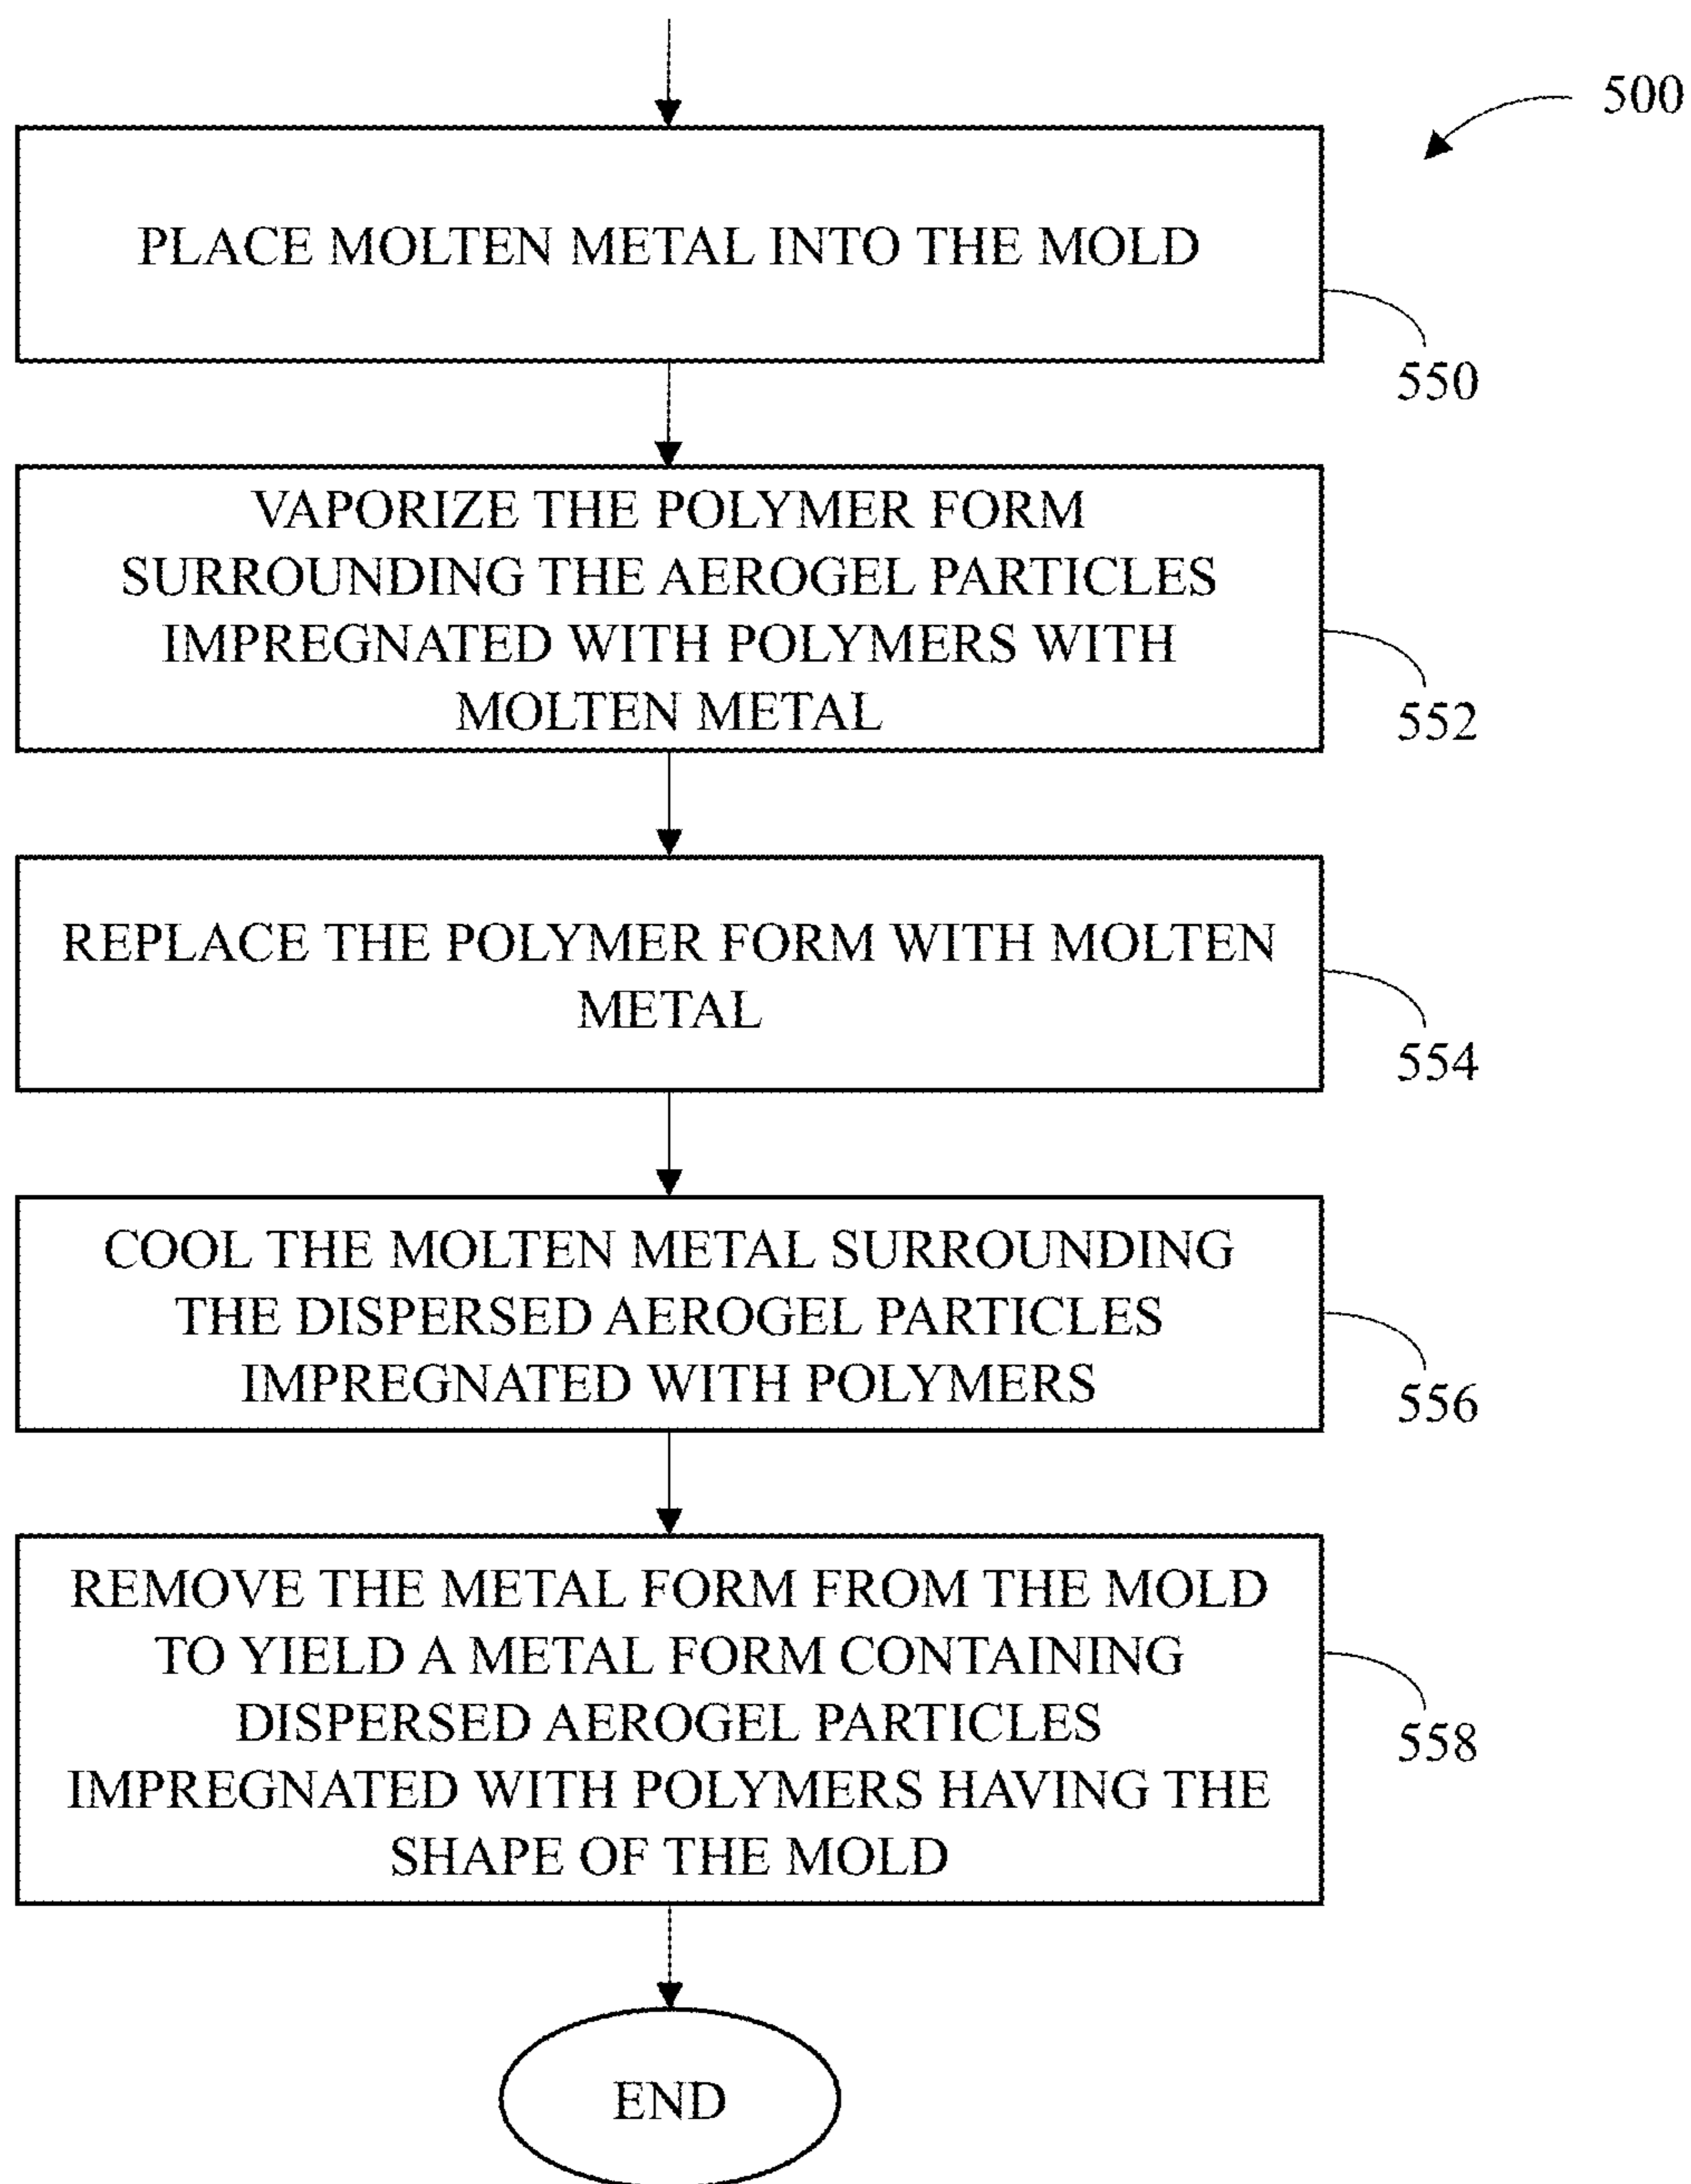 500
PLACE MOLTEN METAL INTO THE MOLD
550
VAPORIZE THE POLYMER FORM
SURROUNDING THE AEROGEL PARTICLES
IMPREGNATED WITH POLYMERS WITH
MOLTEN METAL
552
REPLACE THE POLYMER FORM WITH MOLTEN
METAL
554
COOL THE MOLTEN METAL SURROUNDING
THE DISPERSED AEROGEL PARTICLES
IMPREGNATED WITH POLYMERS
556
REMOVE THE METAL FORM FROM THE MOLD
TO YIELD A METAL FORM CONTAINING
DISPERSED AEROGEL PARTICLES
IMPREGNATED WITH POLYMERS HAVING THE
SHAPE OF THE MOLD
558
END